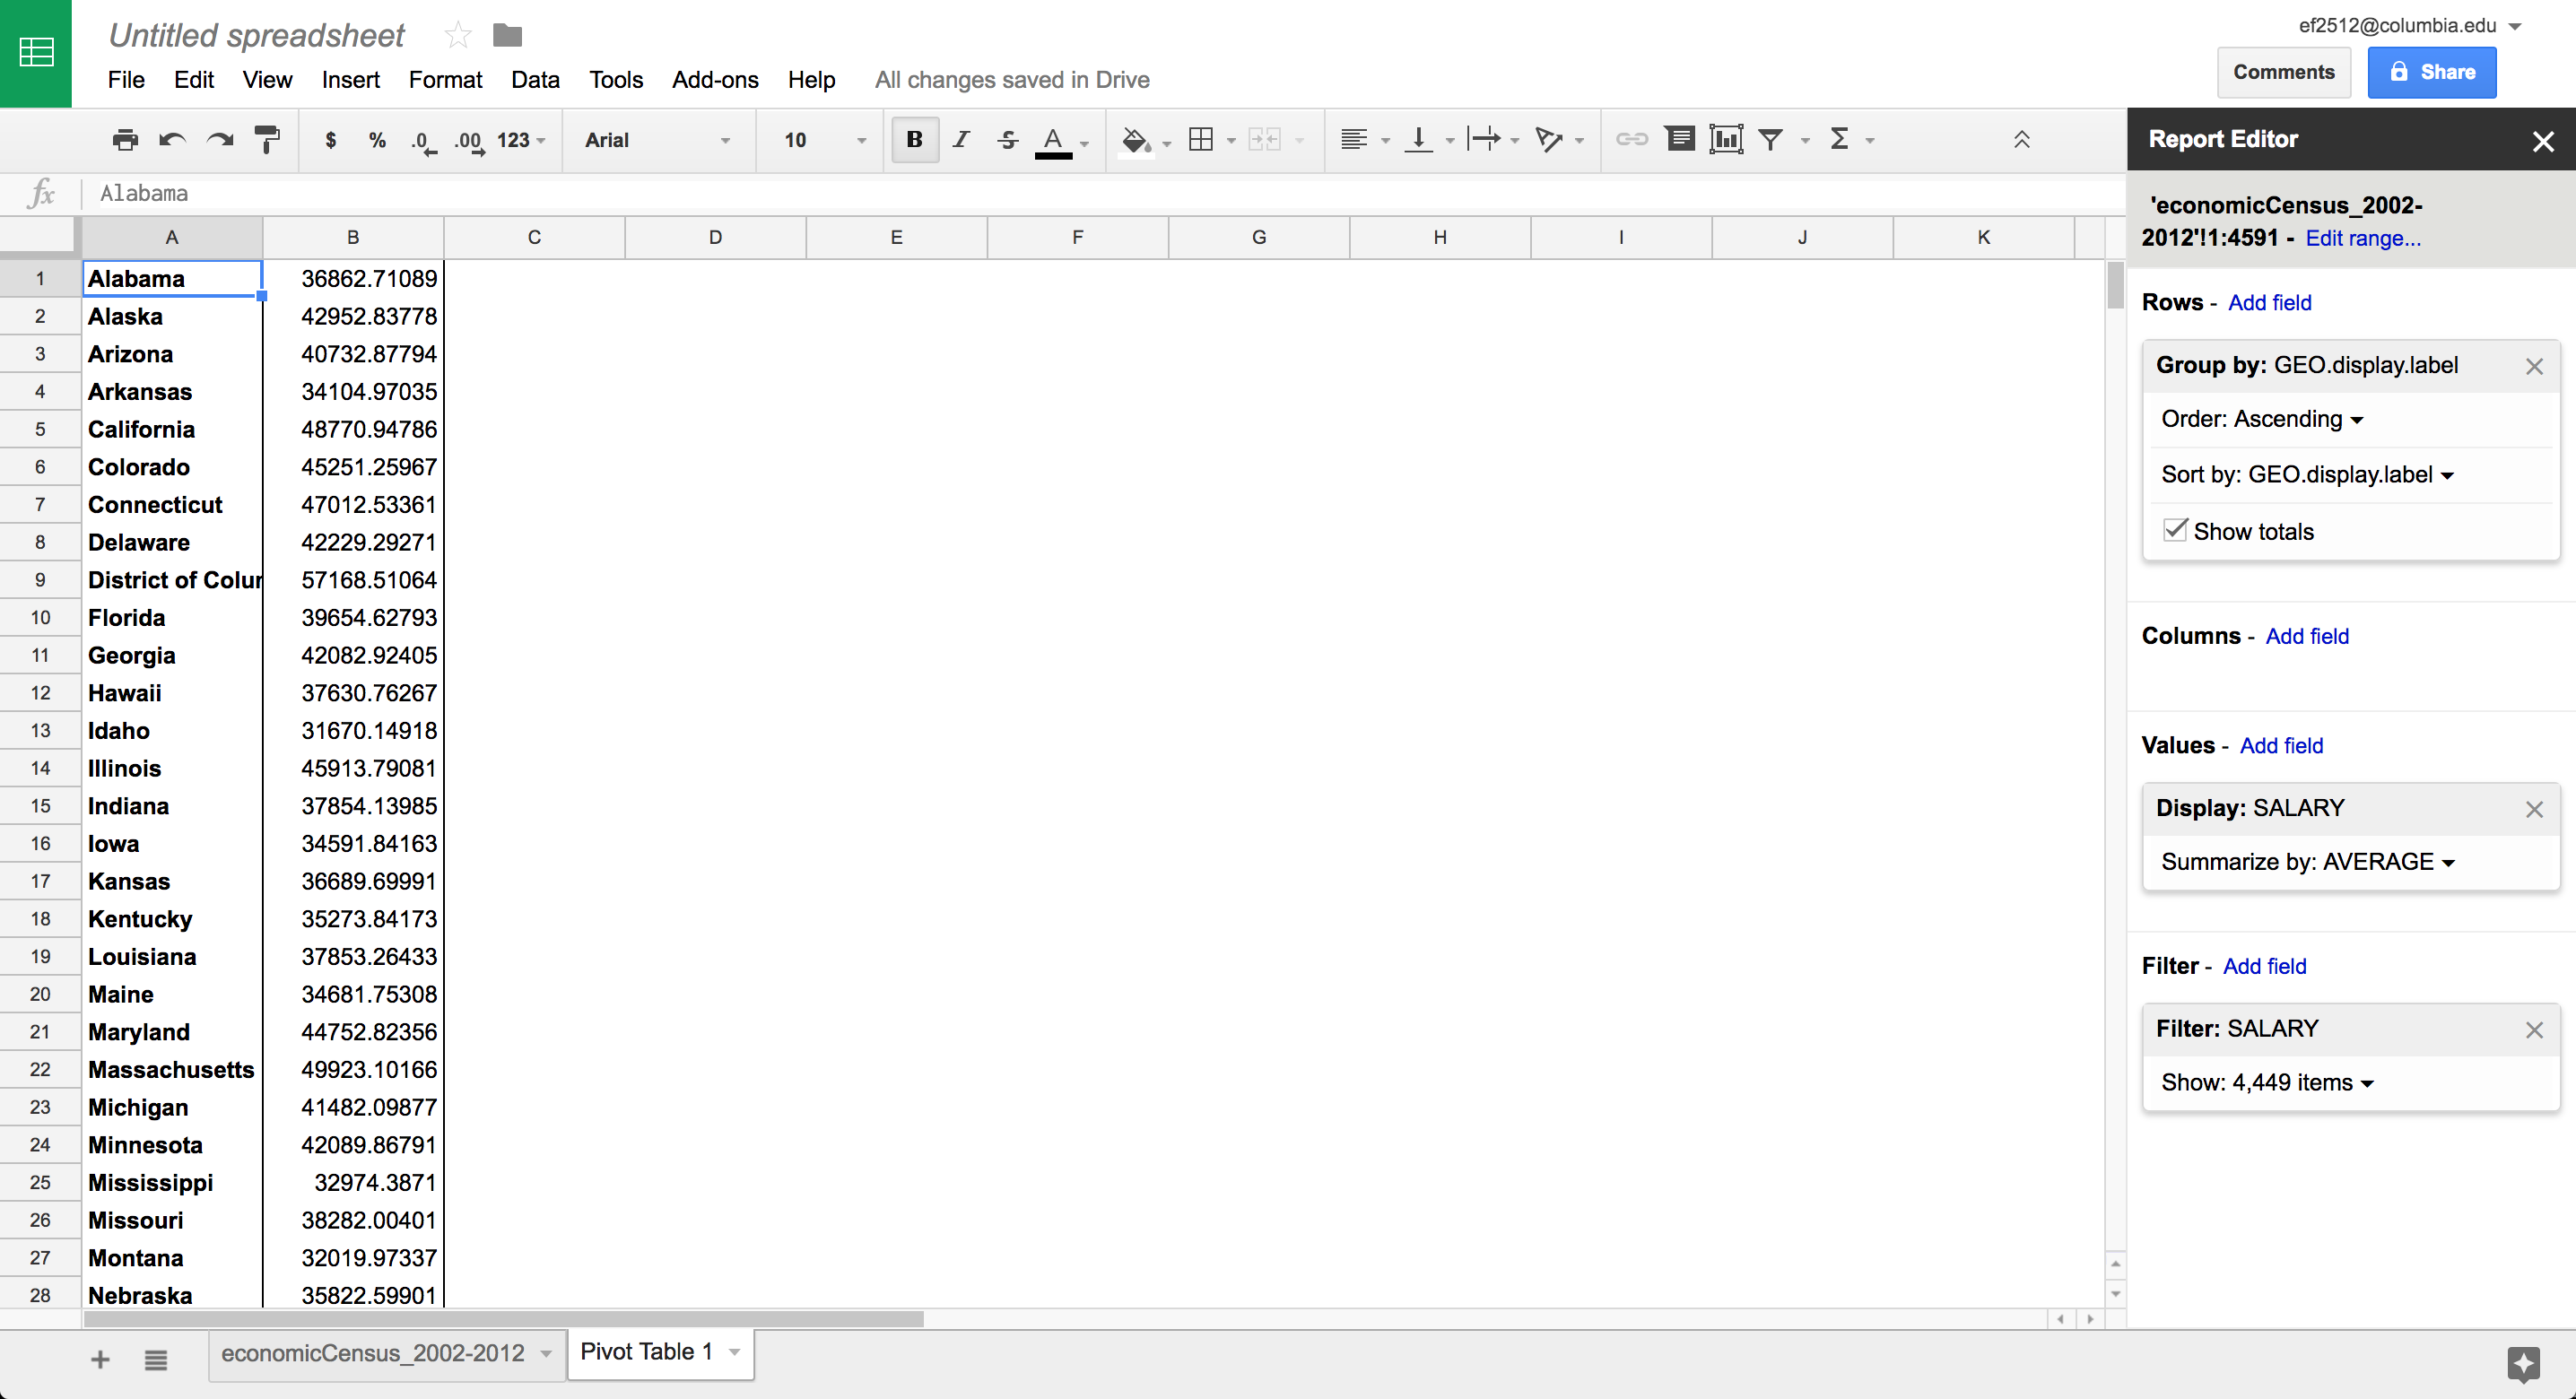 Untitled spreadsheet
ef2512@columbia.edu
File Edit View Insert Format Data Tools Add-ons Help All changes saved in Drive
Comments Share
$ % .0 .00 123 Arial 10 B I S A Σ
Report Editor
fx Alabama
'economicCensus_2002-
2012'!1:4591 - Edit range...
A B C D E F G H I J K
1 Alabama 36862.71089
2 Alaska 42952.83778
3 Arizona 40732.87794
4 Arkansas 34104.97035
5 California 48770.94786
6 Colorado 45251.25967
7 Connecticut 47012.53361
8 Delaware 42229.29271
9 District of Colum 57168.51064
10 Florida 39654.62793
11 Georgia 42082.92405
12 Hawaii 37630.76267
13 Idaho 31670.14918
14 Illinois 45913.79081
15 Indiana 37854.13985
16 Iowa 34591.84163
17 Kansas 36689.69991
18 Kentucky 35273.84173
19 Louisiana 37853.26433
20 Maine 34681.75308
21 Maryland 44752.82356
22 Massachusetts 49923.10166
23 Michigan 41482.09877
24 Minnesota 42089.86791
25 Mississippi 32974.3871
26 Missouri 38282.00401
27 Montana 32019.97337
28 Nebraska 35822.59901
Rows - Add field
Group by: GEO.display.label
Order: Ascending
Sort by: GEO.display.label
Show totals
Columns - Add field
Values - Add field
Display: SALARY
Summarize by: AVERAGE
Filter - Add field
Filter: SALARY
Show: 4,449 items
economicCensus_2002-2012 Pivot Table 1